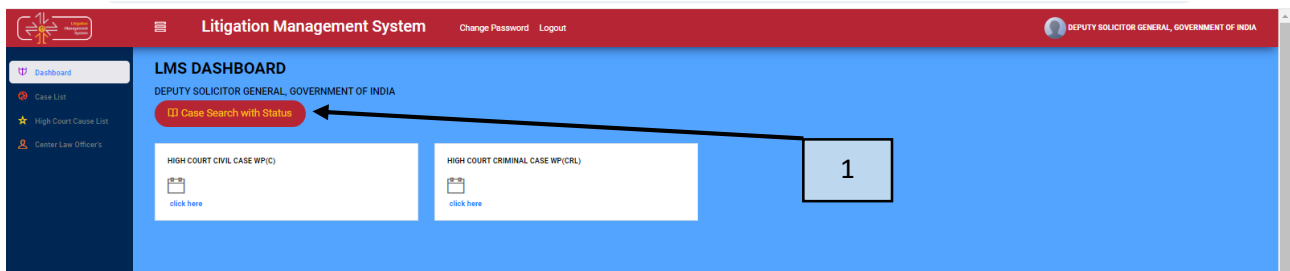 Litigation
Management
System
Litigation Management System
Change Password Logout
DEPUTY SOLICITOR GENERAL, GOVERNMENT OF INDIA
Dashboard
Case List
High Court Cause List
Center Law Officer's
LMS DASHBOARD
DEPUTY SOLICITOR GENERAL, GOVERNMENT OF INDIA
Case Search with Status
HIGH COURT CIVIL CASE WP(C)
click here
HIGH COURT CRIMINAL CASE WP(CRL)
click here
1